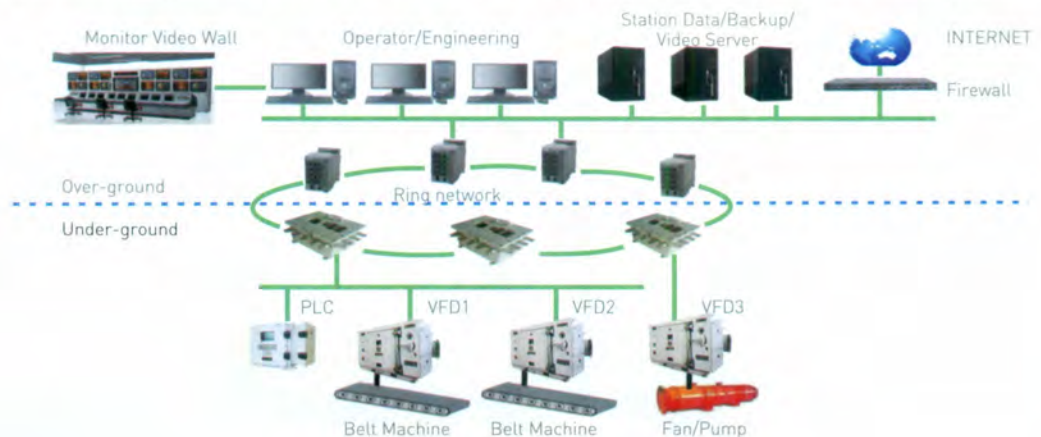 Monitor Video Wall
Operator/Engineering
Station Data/Backup/
Video Server
INTERNET
Firewall
Over-ground
Ring network
Under-ground
PLC
VFD1
VFD2
VFD3
Belt Machine
Belt Machine
Fan/Pump